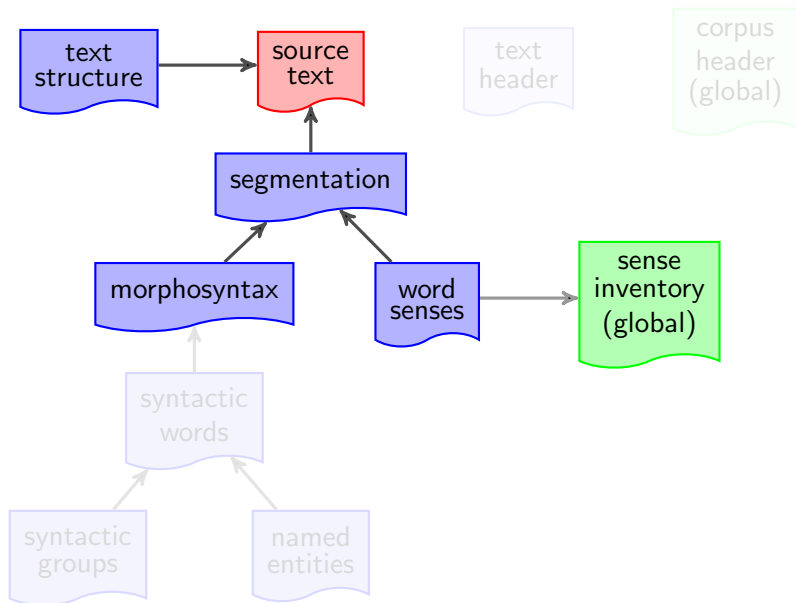 text
structure
source
text
text
header
corpus
header
(global)
segmentation
morphosyntax
word
senses
sense
inventory
(global)
syntactic
words
syntactic
groups
named
entities